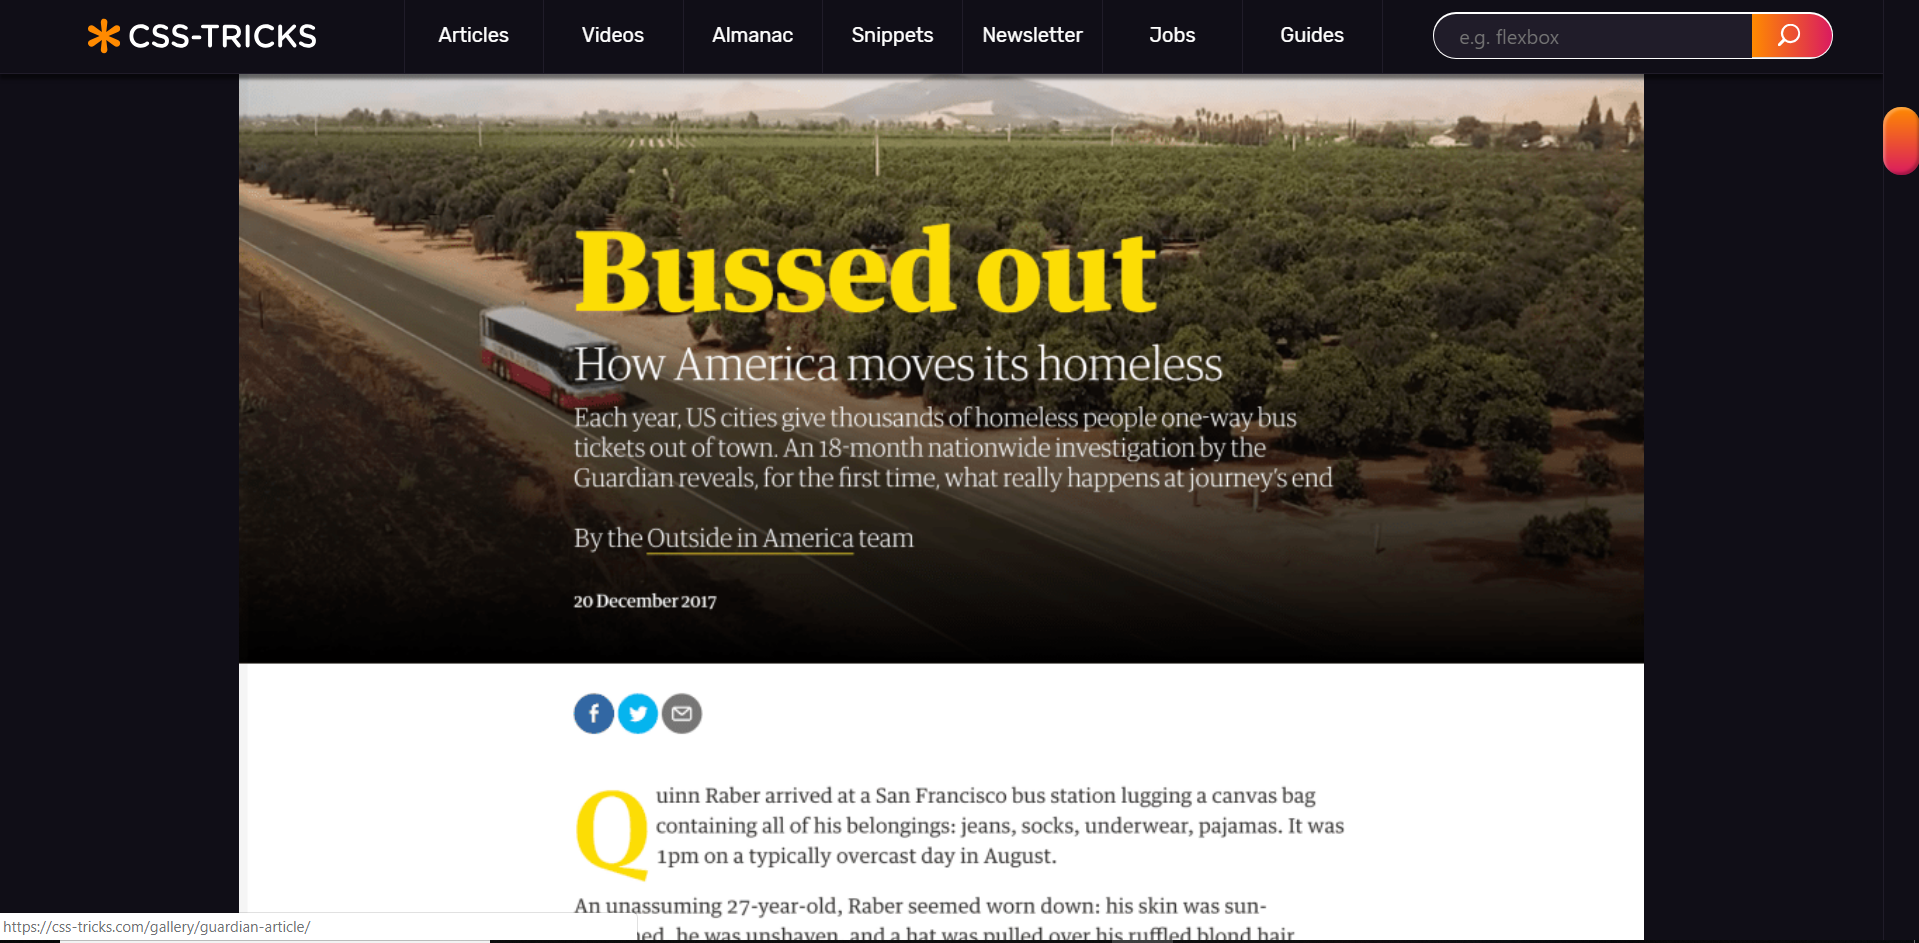 CSS-TRICKS
Articles
Videos
Almanac
Snippets
Newsletter
Jobs
Guides
e.g. flexbox
Bussed out
How America moves its homeless
Each year, US cities give thousands of homeless people one-way bus
tickets out of town. An 18-month nationwide investigation by the
Guardian reveals, for the first time, what really happens at journey's end
By the Outside in America team
20 December 2017
Quinn Raber arrived at a San Francisco bus station lugging a canvas bag
containing all of his belongings: jeans, socks, underwear, pajamas. It was
1pm on a typically overcast day in August.
An unassuming 27-year-old, Raber seemed worn down: his skin was sun-
he was unshaven, and a hat was pulled over his ruffled blond hair
https://css-tricks.com/gallery/guardian-article/